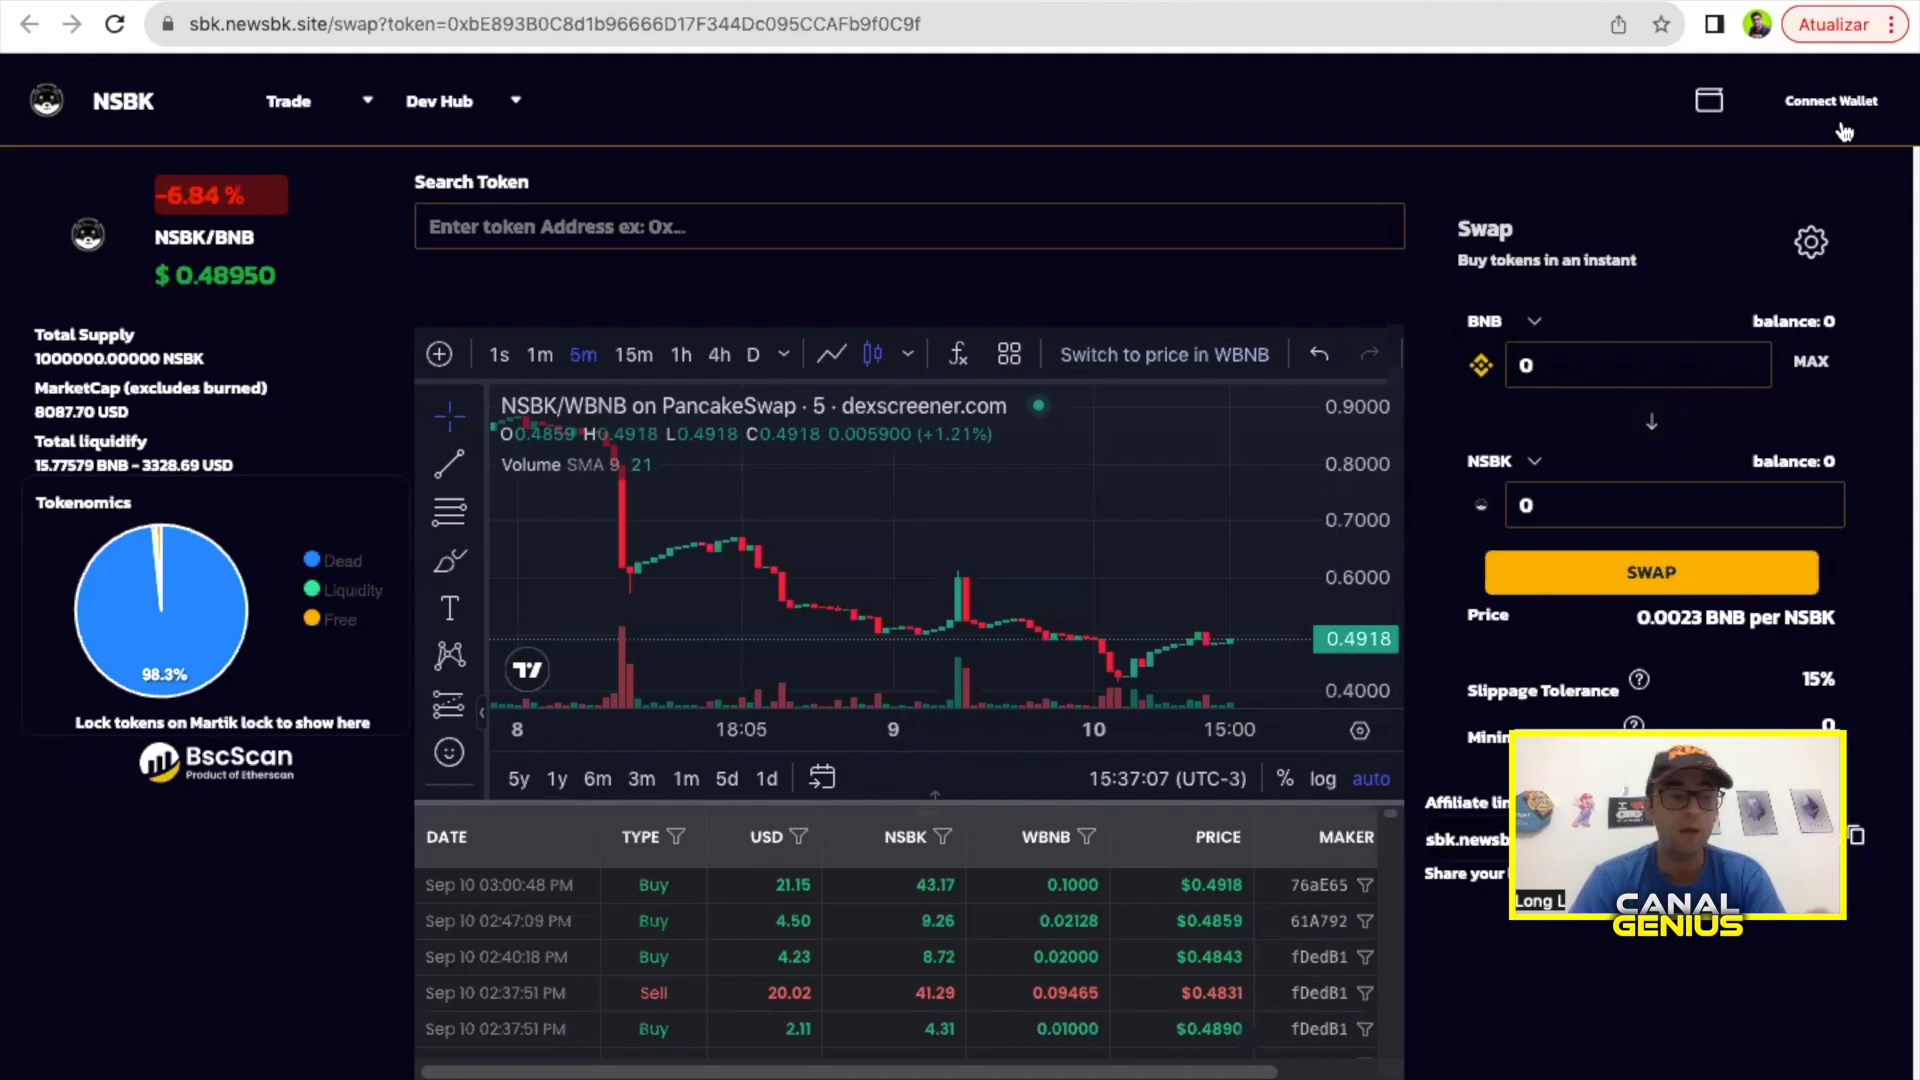 sbk.newsbk.site/swap?token=0xbE893B0C8d1b96666D17F344Dc095CCAFb9f0C9f
Atualizar
NSBK
Trade
Dev Hub
Connect Wallet
-6.84 %
NSBK/BNB
$ 0.48950
Total Supply
1000000.00000 NSBK
MarketCap (excludes burned)
8087.70 USD
Total liquidify
15.77579 BNB - 3328.69 USD
Tokenomics
Dead
Liquidity
Free
98.3%
Lock tokens on Martik lock to show here
BscScan
Product of Etherscan
Search Token
Enter token Address ex: 0x...
1s 1m 5m 15m 1h 4h D
Switch to price in WBNB
NSBK/WBNB on PancakeSwap · 5 · dexscreener.com
O0.4859 H0.4918 L0.4918 C0.4918 0.005900 (+1.21%)
Volume SMA 9 21
0.9000
0.8000
0.7000
0.6000
0.4918
0.4000
8 18:05 9 10 15:00
5y 1y 6m 3m 1m 5d 1d
15:37:07 (UTC-3) % log auto
DATE TYPE USD NSBK WBNB PRICE MAKER
Sep 10 03:00:48 PM Buy 21.15 43.17 0.1000 $0.4918 76aE65
Sep 10 02:47:09 PM Buy 4.50 9.26 0.02128 $0.4859 61A792
Sep 10 02:40:18 PM Buy 4.23 8.72 0.02000 $0.4843 fDedB1
Sep 10 02:37:51 PM Sell 20.02 41.29 0.09465 $0.4831 fDedB1
Sep 10 02:37:51 PM Buy 2.11 4.31 0.01000 $0.4890 fDedB1
Swap
Buy tokens in an instant
BNB
balance: 0
0
MAX
NSBK
balance: 0
0
SWAP
Price
0.0023 BNB per NSBK
Slippage Tolerance
15%
0
Affiliate
sbk.newsb
Share your
Long L
CANAL
GENIUS